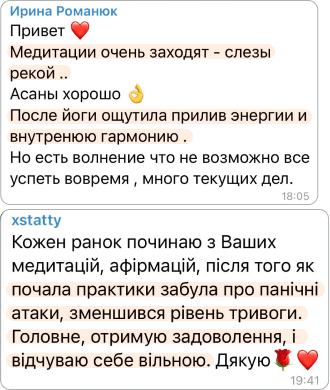 Ирина Романюк
Привет ❤️
Медитации очень заходят - слезы
рекой ..
Асаны хорошо 👌
После йоги ощутила прилив энергии и
внутренюю гармонию .
Но есть волнение что не возможно все
успеть вовремя , много текущих дел.
18:05
xstatty
Кожен ранок починаю з Ваших
медитацій, афірмацій, після того як
почала практики забула про панічні
атаки, зменшився рівень тривоги.
Головне, отримую задоволення, і
відчуваю себе вільною. Дякую🌹❤️
19:41